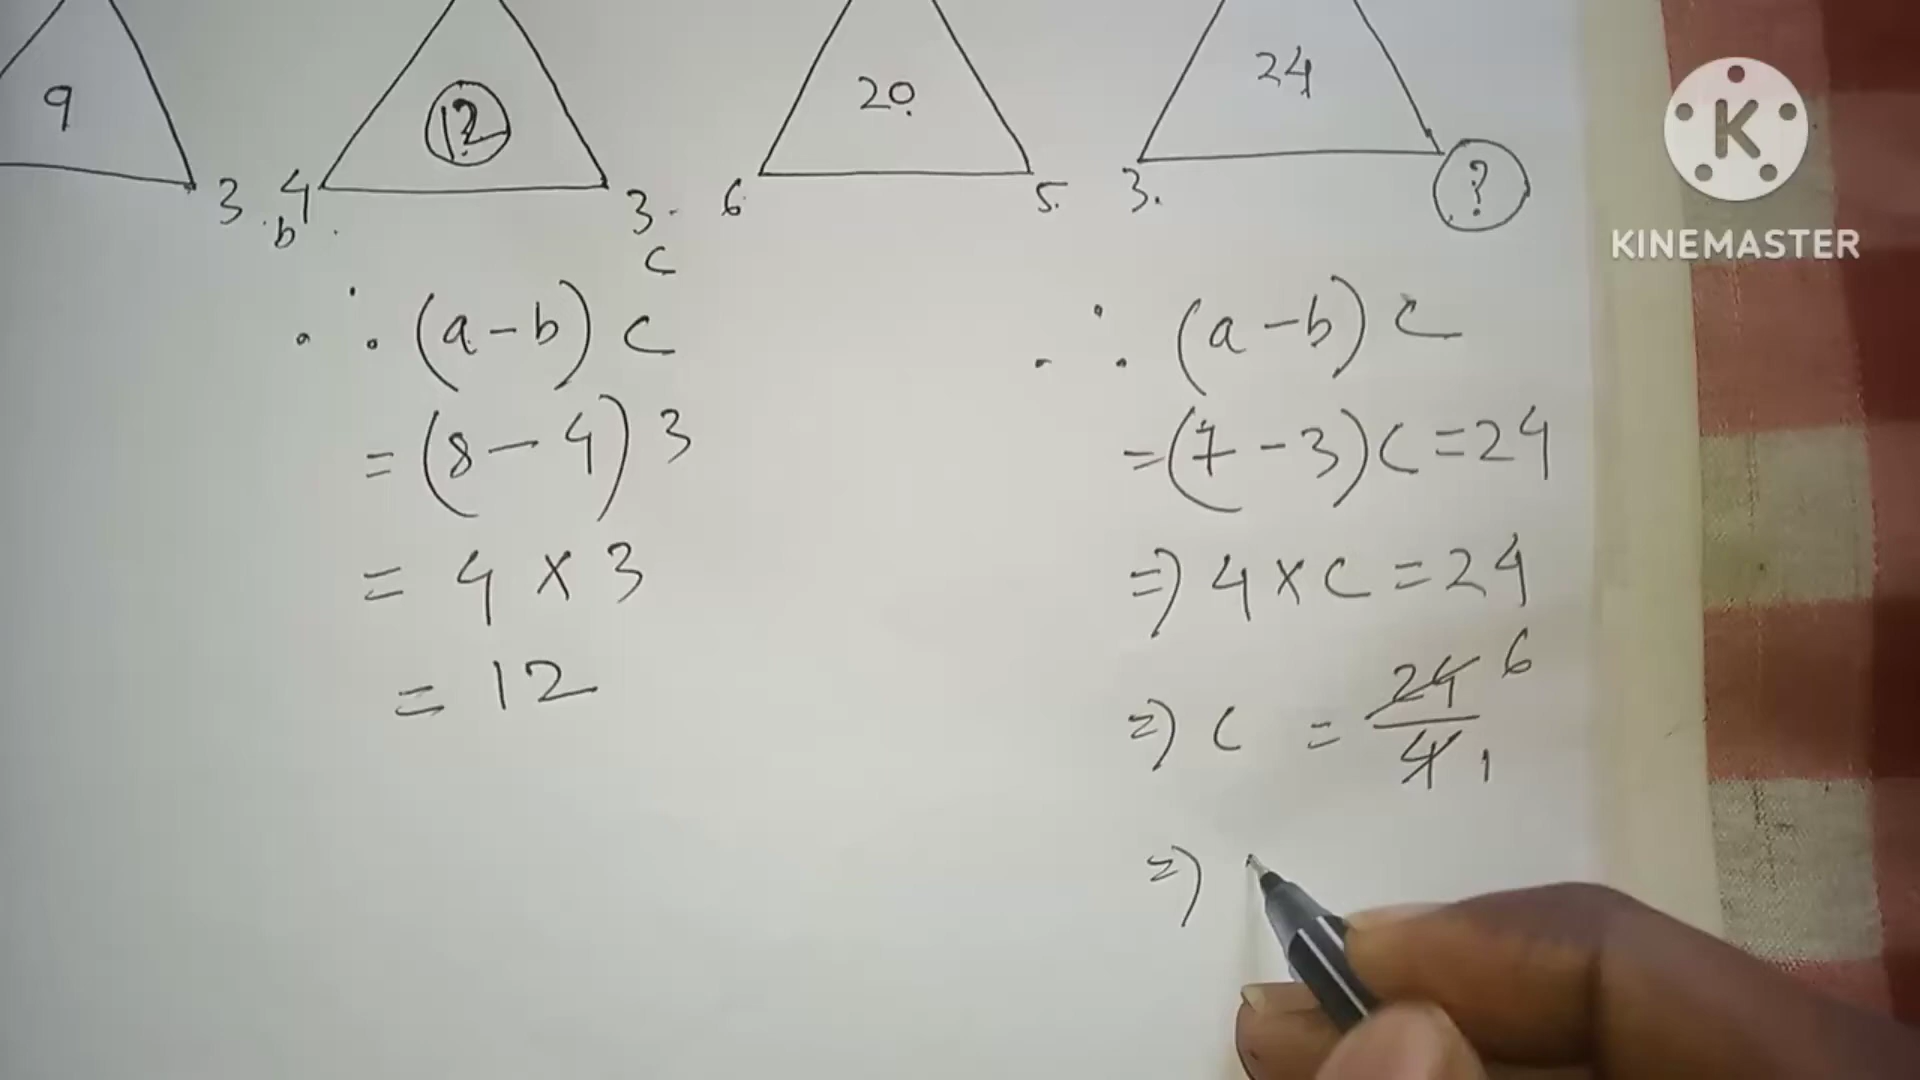 9 12 20 24
3. 4 3. 6 5. 3. ?
b c
∴ (a-b) c
= (8-4) 3
= 4 x 3
= 12
∴ (a-b) c
= (7-3) c = 24
=) 4 x c = 24
=) c = 24/4 6 1
=)
K
KINEMASTER